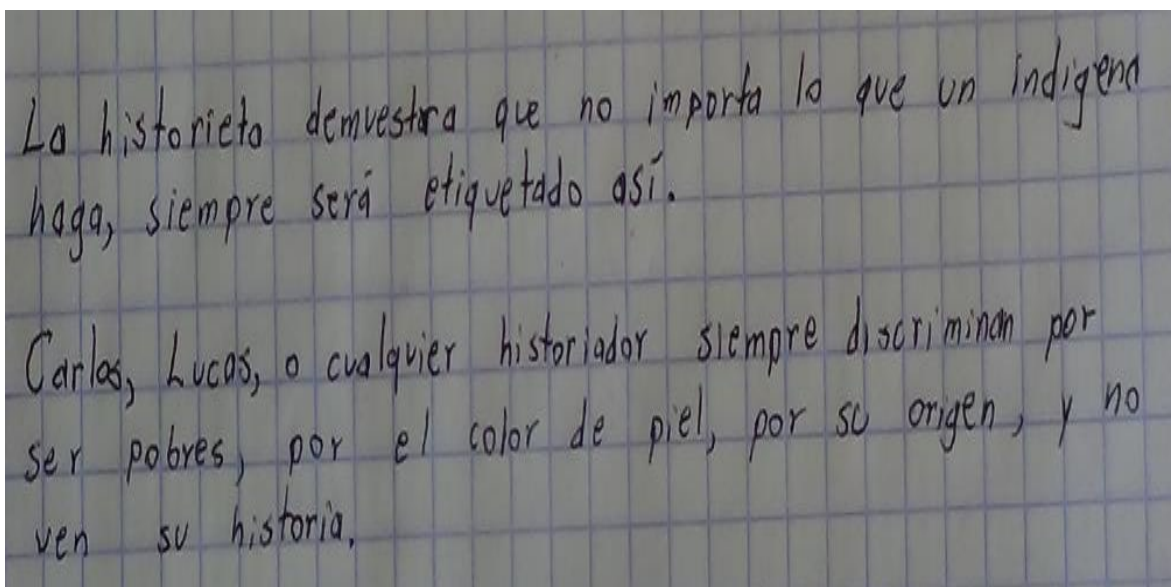 La historieta demuestra que no importa lo que un indigena
haga, siempre será etiquetado así.
Carlos, Lucas, o cualquier historiador siempre discriminan por
ser pobres, por el color de piel, por su origen, y no
ven su historia.